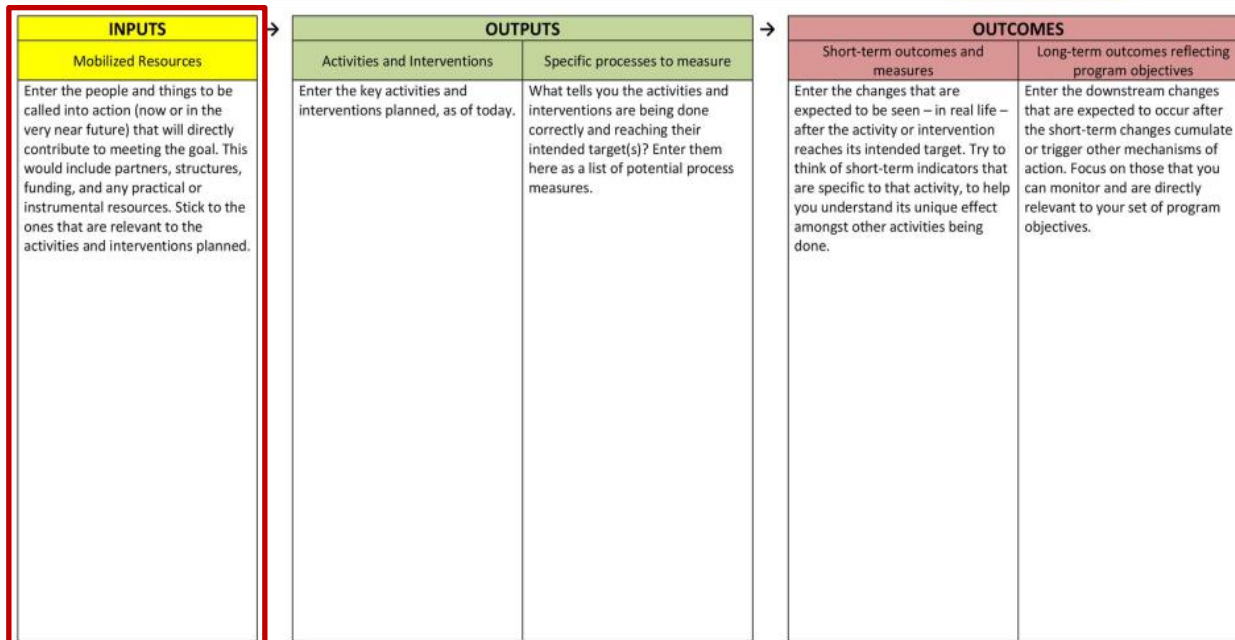 INPUTS
→
OUTPUTS
→
OUTCOMES
Mobilized Resources
Activities and Interventions
Specific processes to measure
Short-term outcomes and
measures
Long-term outcomes reflecting
program objectives
Enter the people and things to be
called into action (now or in the
very near future) that will directly
contribute to meeting the goal. This
would include partners, structures,
funding, and any practical or
instrumental resources. Stick to the
ones that are relevant to the
activities and interventions planned.
Enter the key activities and
interventions planned, as of today.
What tells you the activities and
interventions are being done
correctly and reaching their
intended target(s)? Enter them
here as a list of potential process
measures.
Enter the changes that are
expected to be seen – in real life –
after the activity or intervention
reaches its intended target. Try to
think of short-term indicators that
are specific to that activity, to help
you understand its unique effect
amongst other activities being
done.
Enter the downstream changes
that are expected to occur after
the short-term changes cumulate
or trigger other mechanisms of
action. Focus on those that you
can monitor and are directly
relevant to your set of program
objectives.